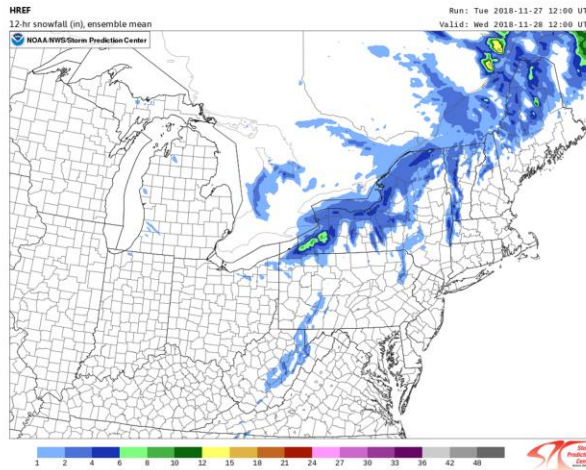 HREF
Run: Tue 2018-11-27 12:00 UT
12-hr snowfall (in), ensemble mean
Valid: Wed 2018-11-28 12:00 UT
NOAA/NWS/Storm Prediction Center
1 2 4 6 8 10 12 15 18 21 24 27 30 33 36 42 48